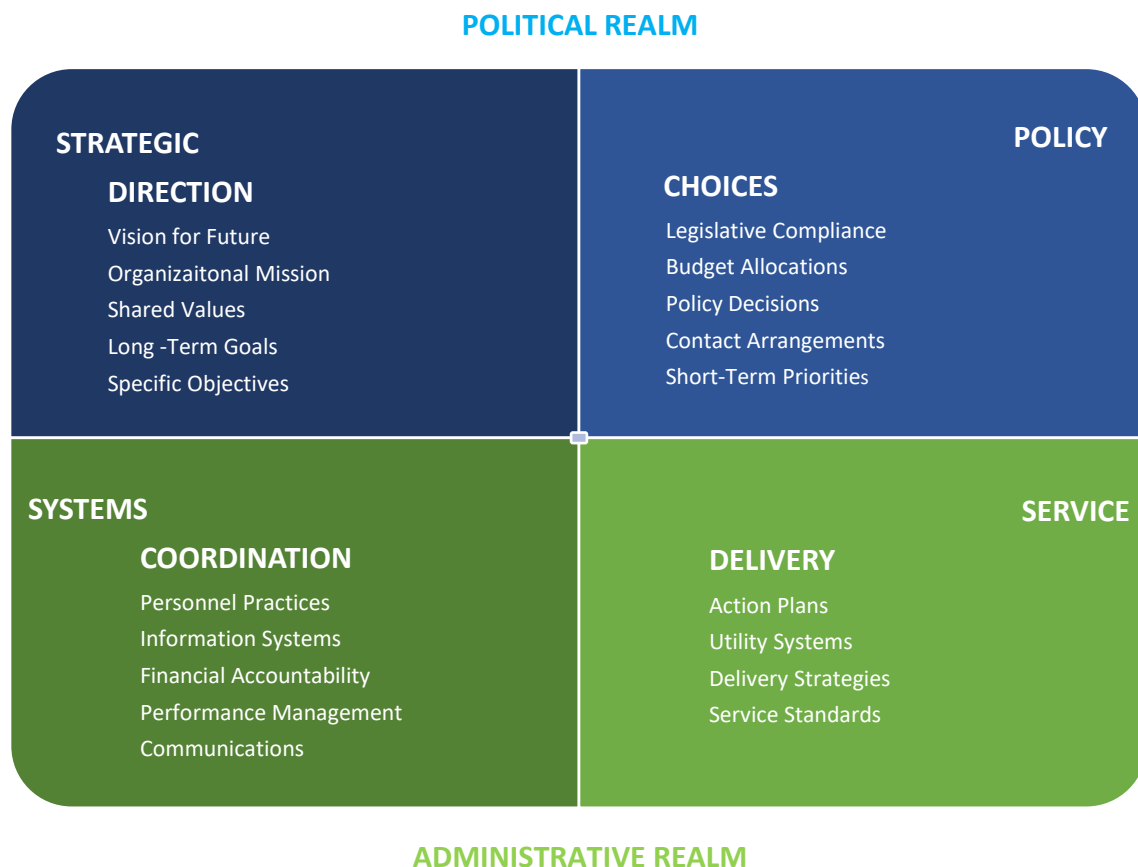 POLITICAL REALM
STRATEGIC
DIRECTION
Vision for Future
Organizaitonal Mission
Shared Values
Long -Term Goals
Specific Objectives
POLICY
CHOICES
Legislative Compliance
Budget Allocations
Policy Decisions
Contact Arrangements
Short-Term Priorities
SYSTEMS
COORDINATION
Personnel Practices
Information Systems
Financial Accountability
Performance Management
Communications
SERVICE
DELIVERY
Action Plans
Utility Systems
Delivery Strategies
Service Standards
ADMINISTRATIVE REALM